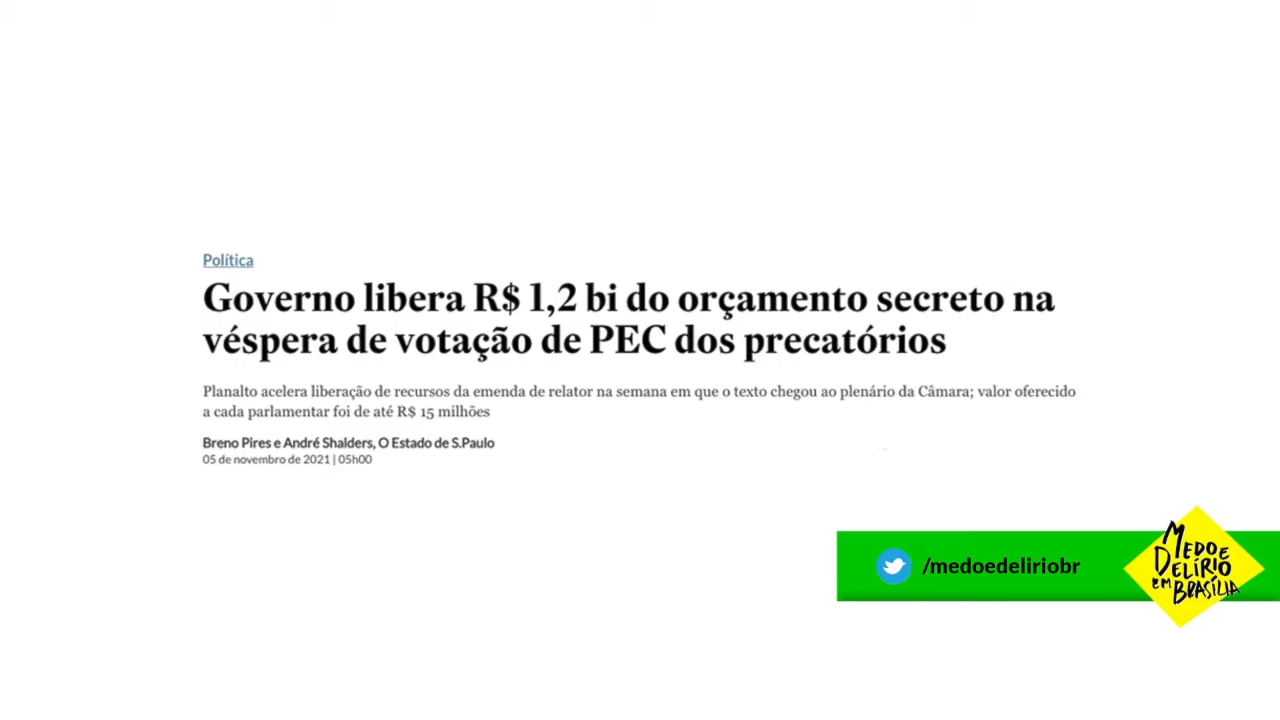 Política
Governo libera R$ 1,2 bi do orçamento secreto na
véspera de votação de PEC dos precatórios
Planalto acelera liberação de recursos da emenda de relator na semana em que o texto chegou ao plenário da Câmara; valor oferecido
a cada parlamentar foi de até R$ 15 milhões
Breno Pires e André Shalders, O Estado de S.Paulo
05 de novembro de 2021 | 05h00
/medoedeliriobr
MEDO E
DELÍRIO
EM BRASÍLIA